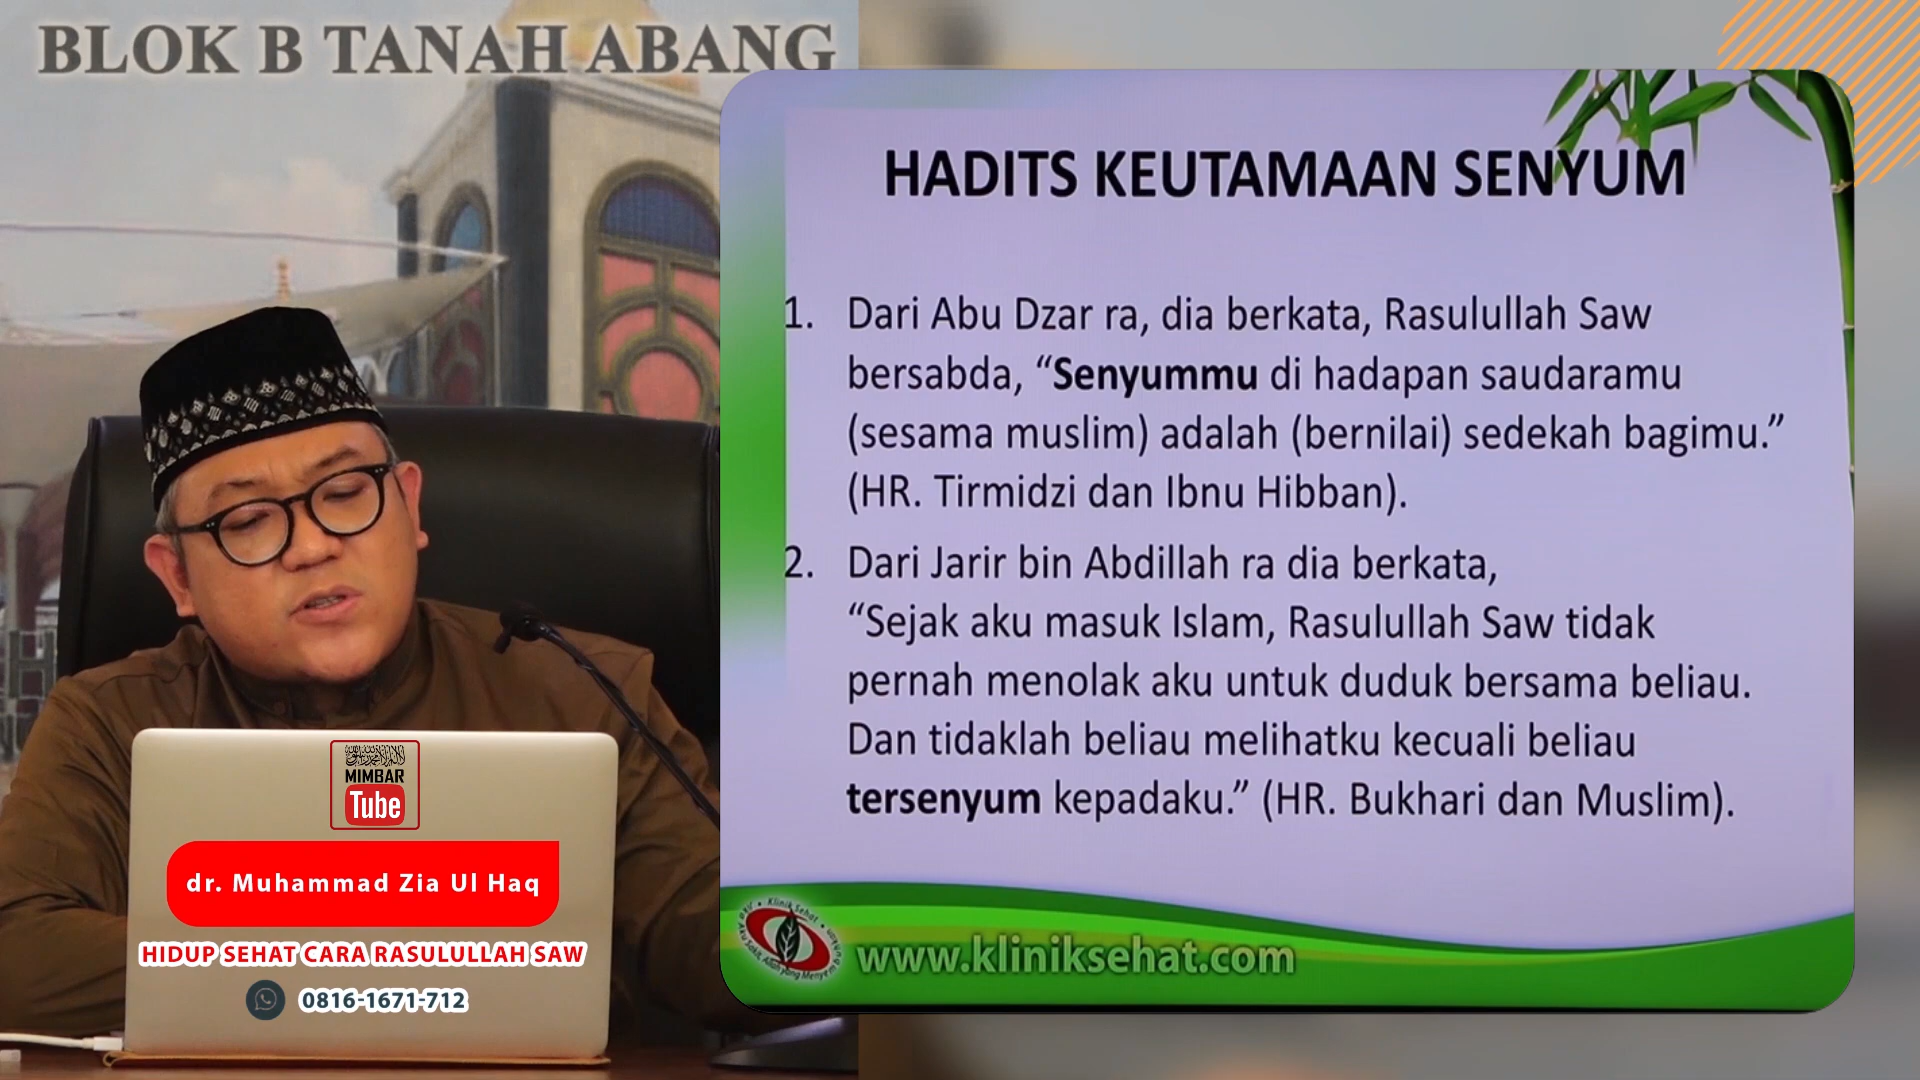 BLOK B TANAH ABANG
HADITS KEUTAMAAN SENYUM
1. Dari Abu Dzar ra, dia berkata, Rasulullah Saw
bersabda, “Senyummu di hadapan saudaramu
(sesama muslim) adalah (bernilai) sedekah bagimu.”
(HR. Tirmidzi dan Ibnu Hibban).
2. Dari Jarir bin Abdillah ra dia berkata,
“Sejak aku masuk Islam, Rasulullah Saw tidak
pernah menolak aku untuk duduk bersama beliau.
Dan tidaklah beliau melihatku kecuali beliau
tersenyum kepadaku.” (HR. Bukhari dan Muslim).
www.kliniksehat.com
MIMBAR
Tube
dr. Muhammad Zia Ul Haq
HIDUP SEHAT CARA RASULULLAH SAW
0816-1671-712